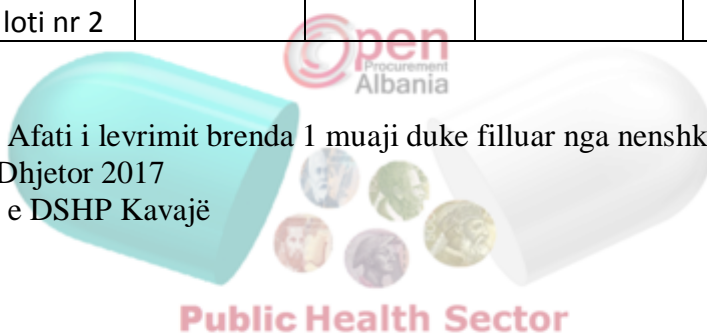 loti nr 2
Open
Procurement
Albania
Afati i levrimit brenda 1 muaji duke filluar nga nenshk
Dhjetor 2017
e DSHP Kavajë
Public Health Sector